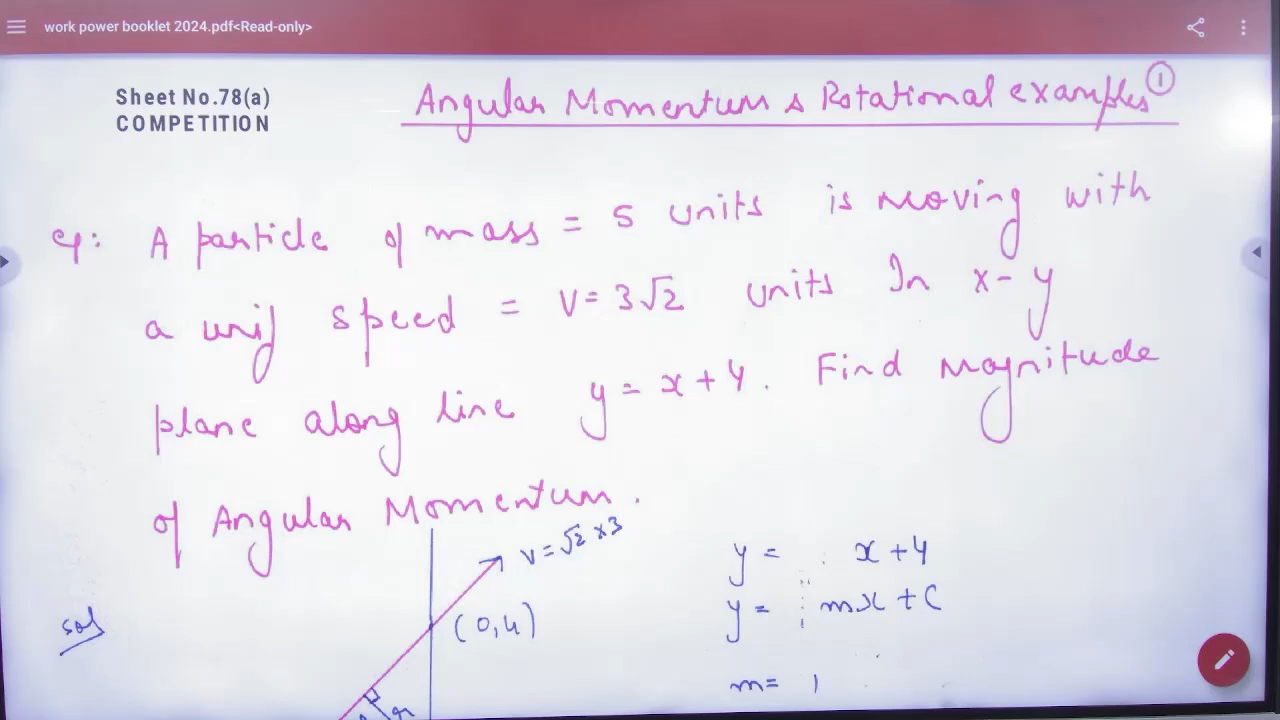 work power booklet 2024.pdf<Read-only>
Sheet No.78(a)
COMPETITION
Angular Momentum & Rotational examples ①
eg: A particle of mass = 5 units is moving with
a unif speed = v = 3√2 units In x-y
plane along line y = x + 4. Find Magnitude
of Angular Momentum.
v = √2 × 3
y = x + 4
(0,4)
y = mx + C
sol
m = 1
r